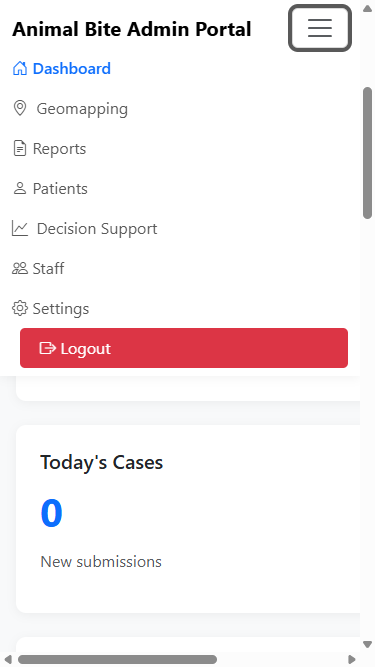 Animal Bite Admin Portal
Dashboard
Geomapping
Reports
Patients
Decision Support
Staff
Settings
Logout
Today's Cases
0
New submissions